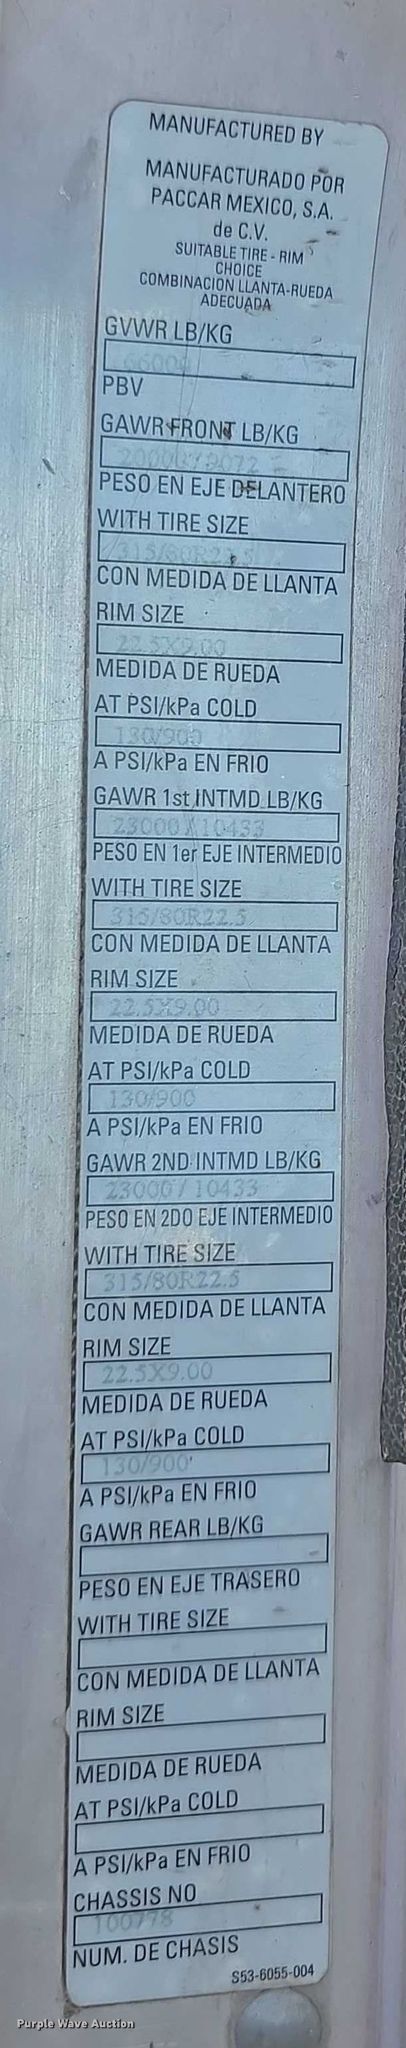 MANUFACTURED BY
MANUFACTURADO POR
PACCAR MEXICO, S.A.
de C.V.
SUITABLE TIRE - RIM
CHOICE
COMBINACION LLANTA-RUEDA
ADECUADA
GVWR LB/KG
66000
PBV
GAWR FRONT LB/KG
20000/9072
PESO EN EJE DELANTERO
WITH TIRE SIZE
315/80R22.5
CON MEDIDA DE LLANTA
RIM SIZE
22.5X9.00
MEDIDA DE RUEDA
AT PSI/kPa COLD
130/900
A PSI/kPa EN FRIO
GAWR 1st INTMD LB/KG
23000/10433
PESO EN 1er EJE INTERMEDIO
WITH TIRE SIZE
315/80R22.5
CON MEDIDA DE LLANTA
RIM SIZE
22.5X9.00
MEDIDA DE RUEDA
AT PSI/kPa COLD
130/900
A PSI/kPa EN FRIO
GAWR 2ND INTMD LB/KG
23000/10433
PESO EN 2DO EJE INTERMEDIO
WITH TIRE SIZE
315/80R22.5
CON MEDIDA DE LLANTA
RIM SIZE
22.5X9.00
MEDIDA DE RUEDA
AT PSI/kPa COLD
130/900
A PSI/kPa EN FRIO
GAWR REAR LB/KG
PESO EN EJE TRASERO
WITH TIRE SIZE
CON MEDIDA DE LLANTA
RIM SIZE
MEDIDA DE RUEDA
AT PSI/kPa COLD
A PSI/kPa EN FRIO
CHASSIS NO
100778
NUM. DE CHASIS
S53-6055-004
Purple Wave Auction